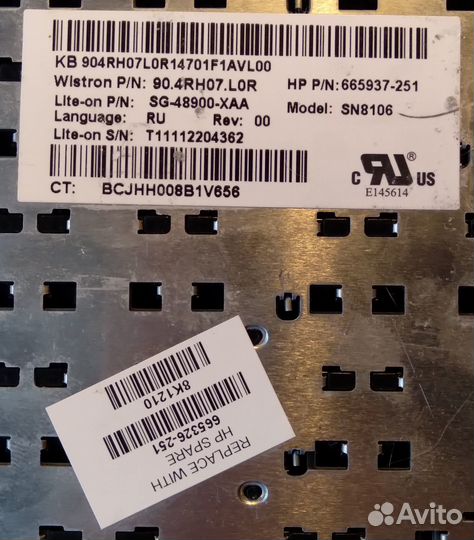 KB 904RH07L0R14701F1AVL00
Wistron P/N: 90.4RH07.L0R HP P/N: 665937-251
Lite-on P/N: SG-48900-XAA Model: SN8106
Language: RU Rev: 00
Lite-on S/N: T11112204362
CT: BCJHH008B1V656
C US
E145614
REPLACE WITH
HP SPARE
665326-251
8K1210
Avito